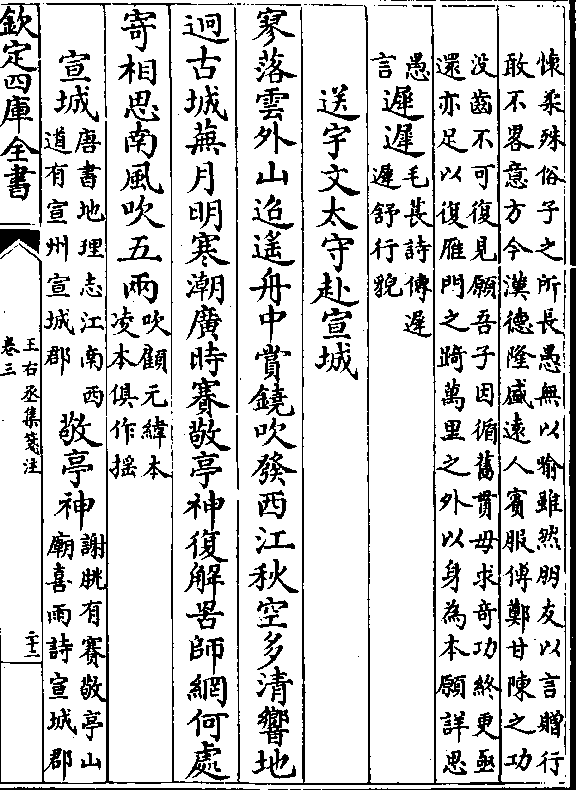 懐柔殊俗子之所長愚無以喻雖然朋友以言贈行
敢不畧意方今漢德隆盛遠人賓服傅鄭甘陳之功
没齒不可復見願吾子因循舊貫毋求竒功終更亟
還亦足以復雁門之踦萬里之外以身為本願詳思
愚
言
遲遲
毛萇詩傳遲
遲舒行貌
送宇文太守赴宣城
寥落雲外山迢遙舟中賞鐃吹發西江秋空多清響地
迥古城蕪月明寒潮廣時賽敬亭神復解罟師網何處
寄相思南風吹五兩
吹顧元緯本
凌本俱作揺
宣城
唐書地理志江南西
道有宣州宣城郡
敬亭神
謝朓有賽敬亭山
廟喜雨詩宣城郡
欽定四庫全書
王右丞集箋注
卷三
二十三